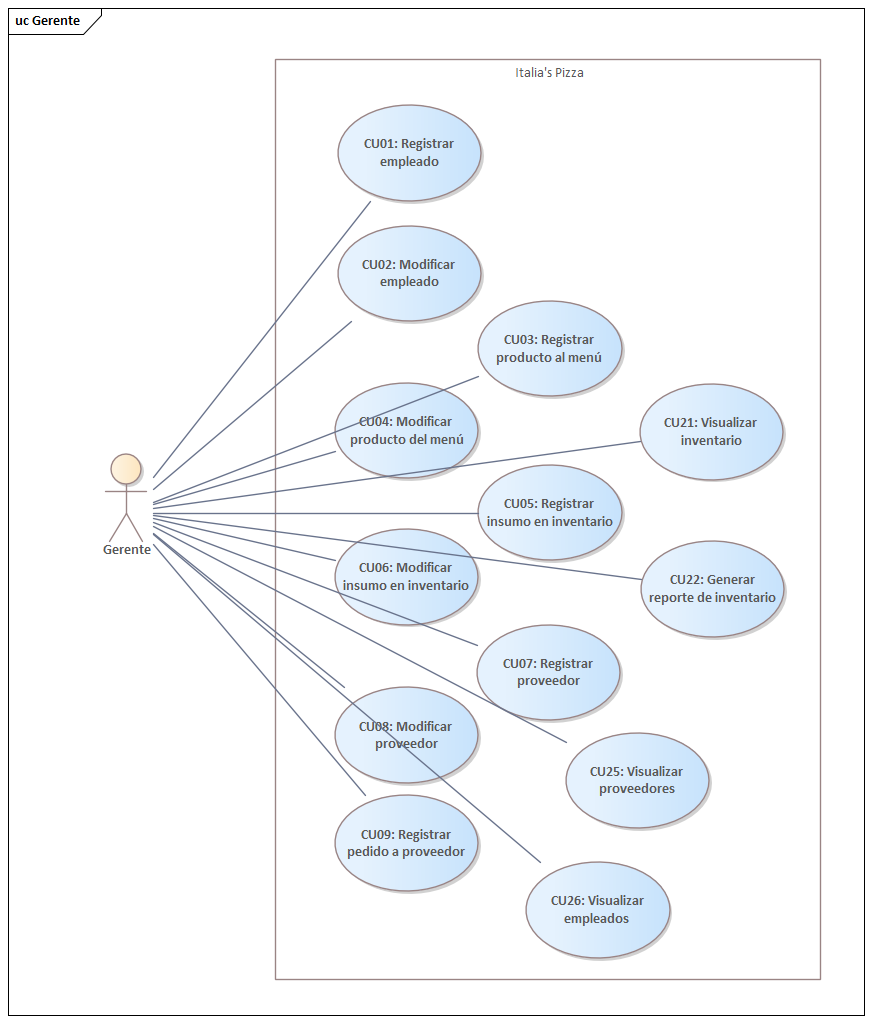 uc Gerente
Italia's Pizza
CU01: Registrar
empleado
CU02: Modificar
empleado
CU03: Registrar
producto al menú
CU04: Modificar
producto del menú
CU21: Visualizar
inventario
CU05: Registrar
insumo en inventario
Gerente
CU06: Modificar
insumo en inventario
CU22: Generar
reporte de inventario
CU07: Registrar
proveedor
CU08: Modificar
proveedor
CU25: Visualizar
proveedores
CU09: Registrar
pedido a proveedor
CU26: Visualizar
empleados